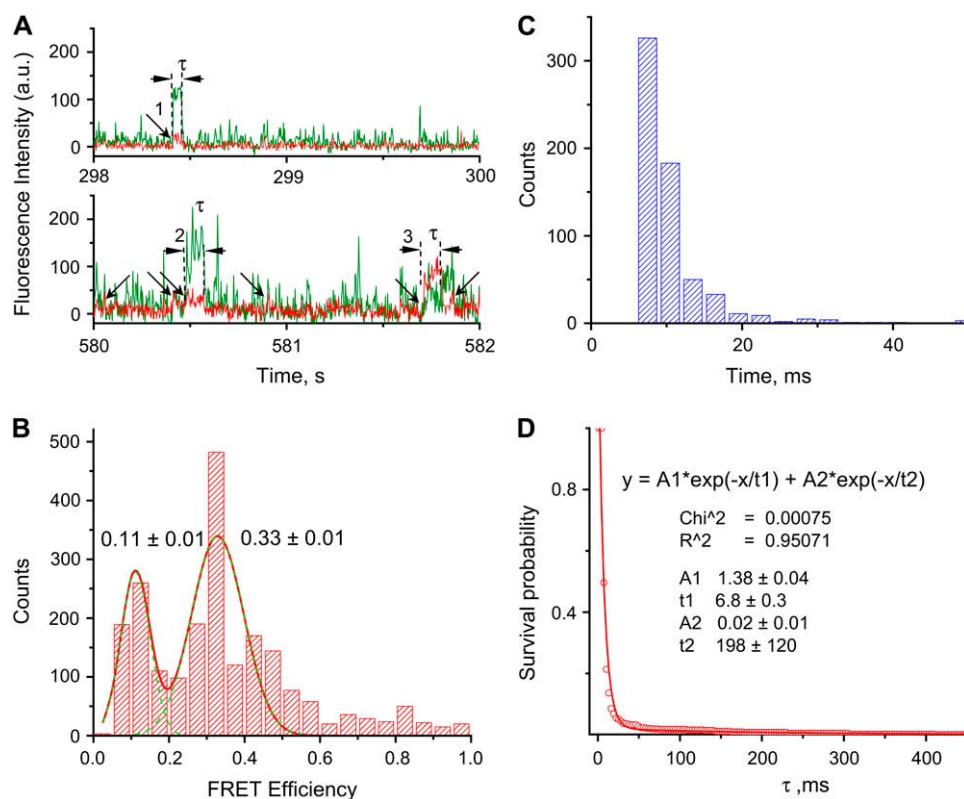 A
Fluorescence Intensity (a.u.)
200
100
0
1
τ
298
299
300
200
100
0
2
τ
3
τ
580
581
582
Time, s
C
Counts
300
200
100
0
0
20
40
Time, ms
B
Counts
500
400
300
200
100
0
0.11 ± 0.01
0.33 ± 0.01
0.0
0.2
0.4
0.6
0.8
1.0
FRET Efficiency
D
Survival probability
0.8
0.4
y = A1*exp(-x/t1) + A2*exp(-x/t2)
Chi^2 = 0.00075
R^2 = 0.95071
A1 1.38 ± 0.04
t1 6.8 ± 0.3
A2 0.02 ± 0.01
t2 198 ± 120
0
100
200
300
400
τ ,ms